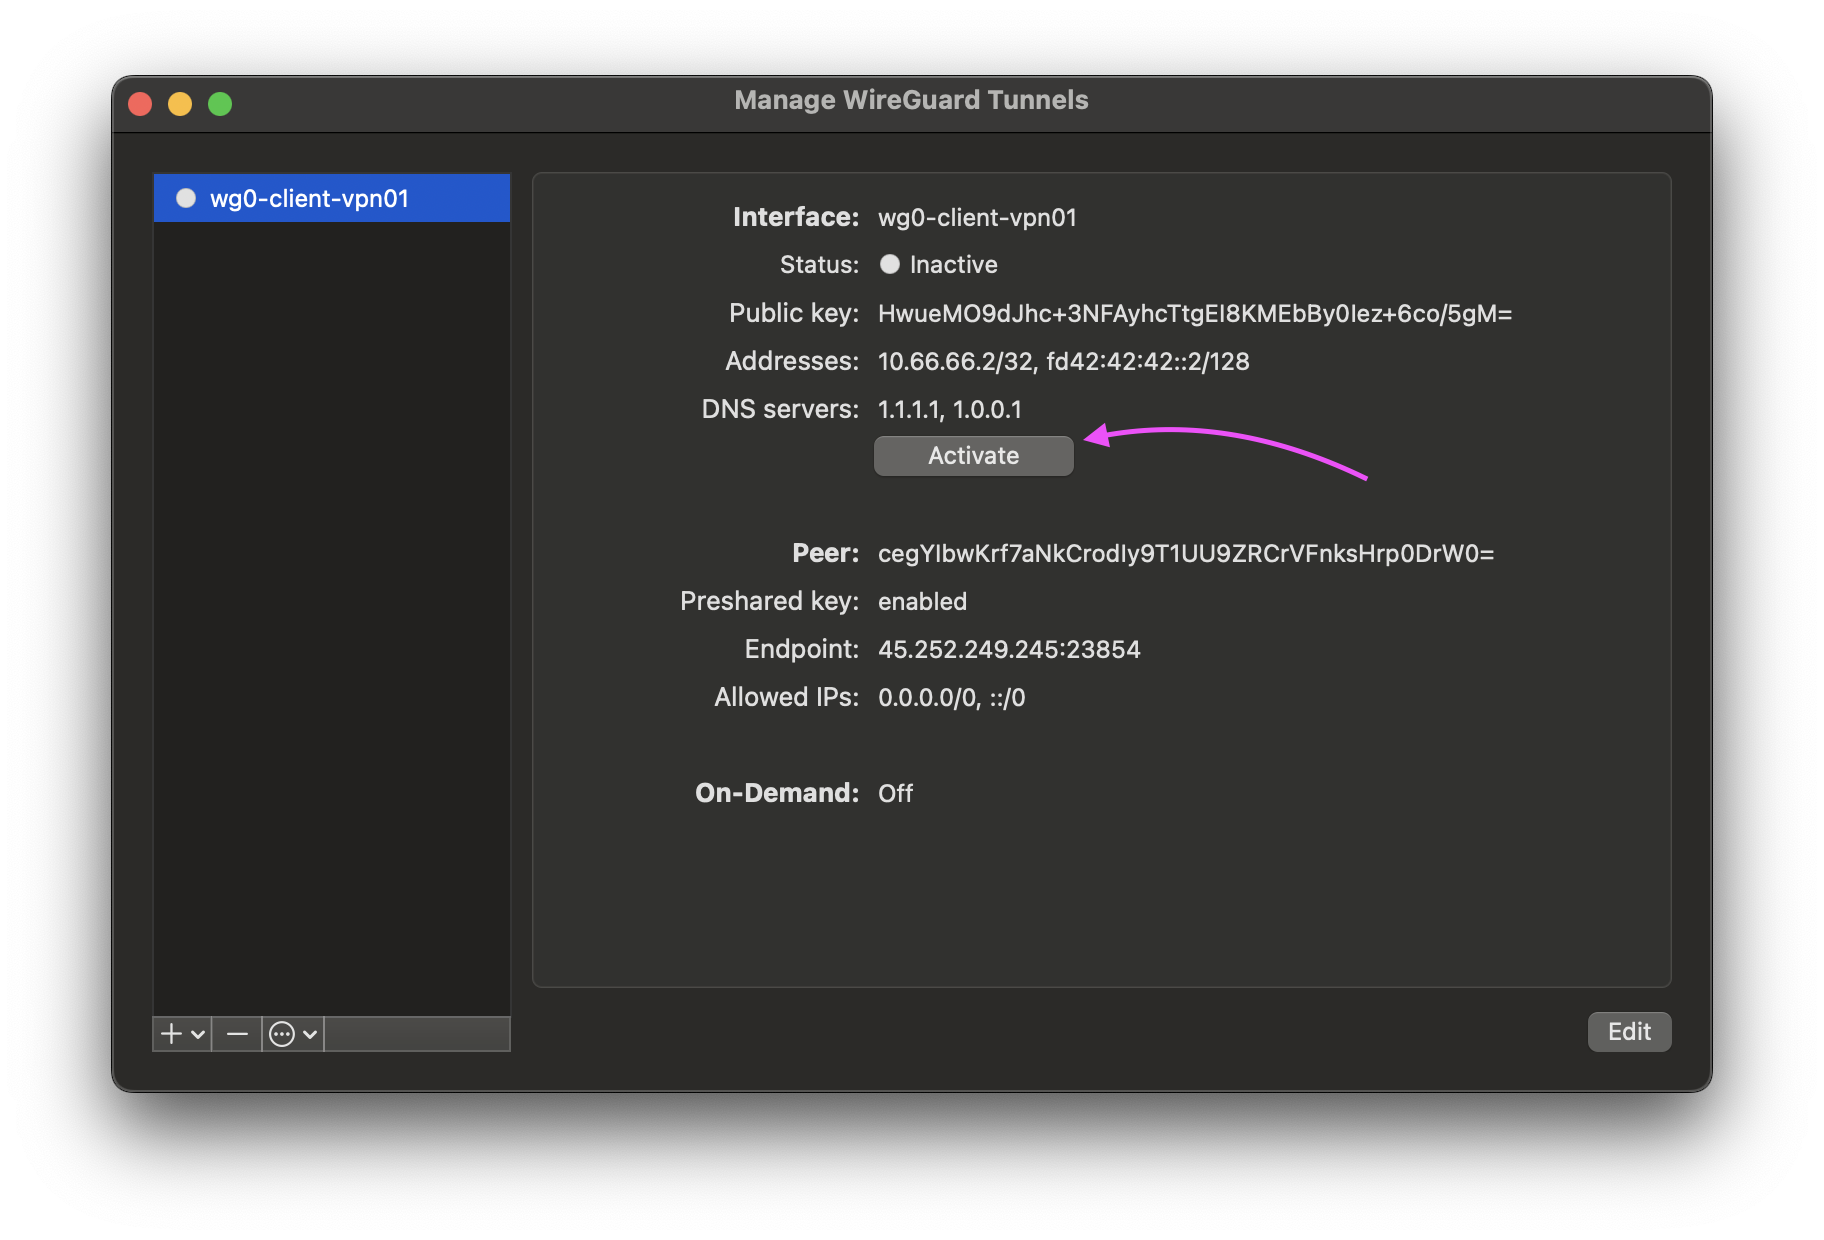 Manage WireGuard Tunnels
wg0-client-vpn01
Interface: wg0-client-vpn01
Status: Inactive
Public key: HwueMO9dJhc+3NFAyhcTtgEI8KMEbBy0Iez+6co/5gM=
Addresses: 10.66.66.2/32, fd42:42:42::2/128
DNS servers: 1.1.1.1, 1.0.0.1
Activate
Peer: cegYIbwKrf7aNkCrodIy9T1UU9ZRCrVFnksHrp0DrW0=
Preshared key: enabled
Endpoint: 45.252.249.245:23854
Allowed IPs: 0.0.0.0/0, ::/0
On-Demand: Off
Edit